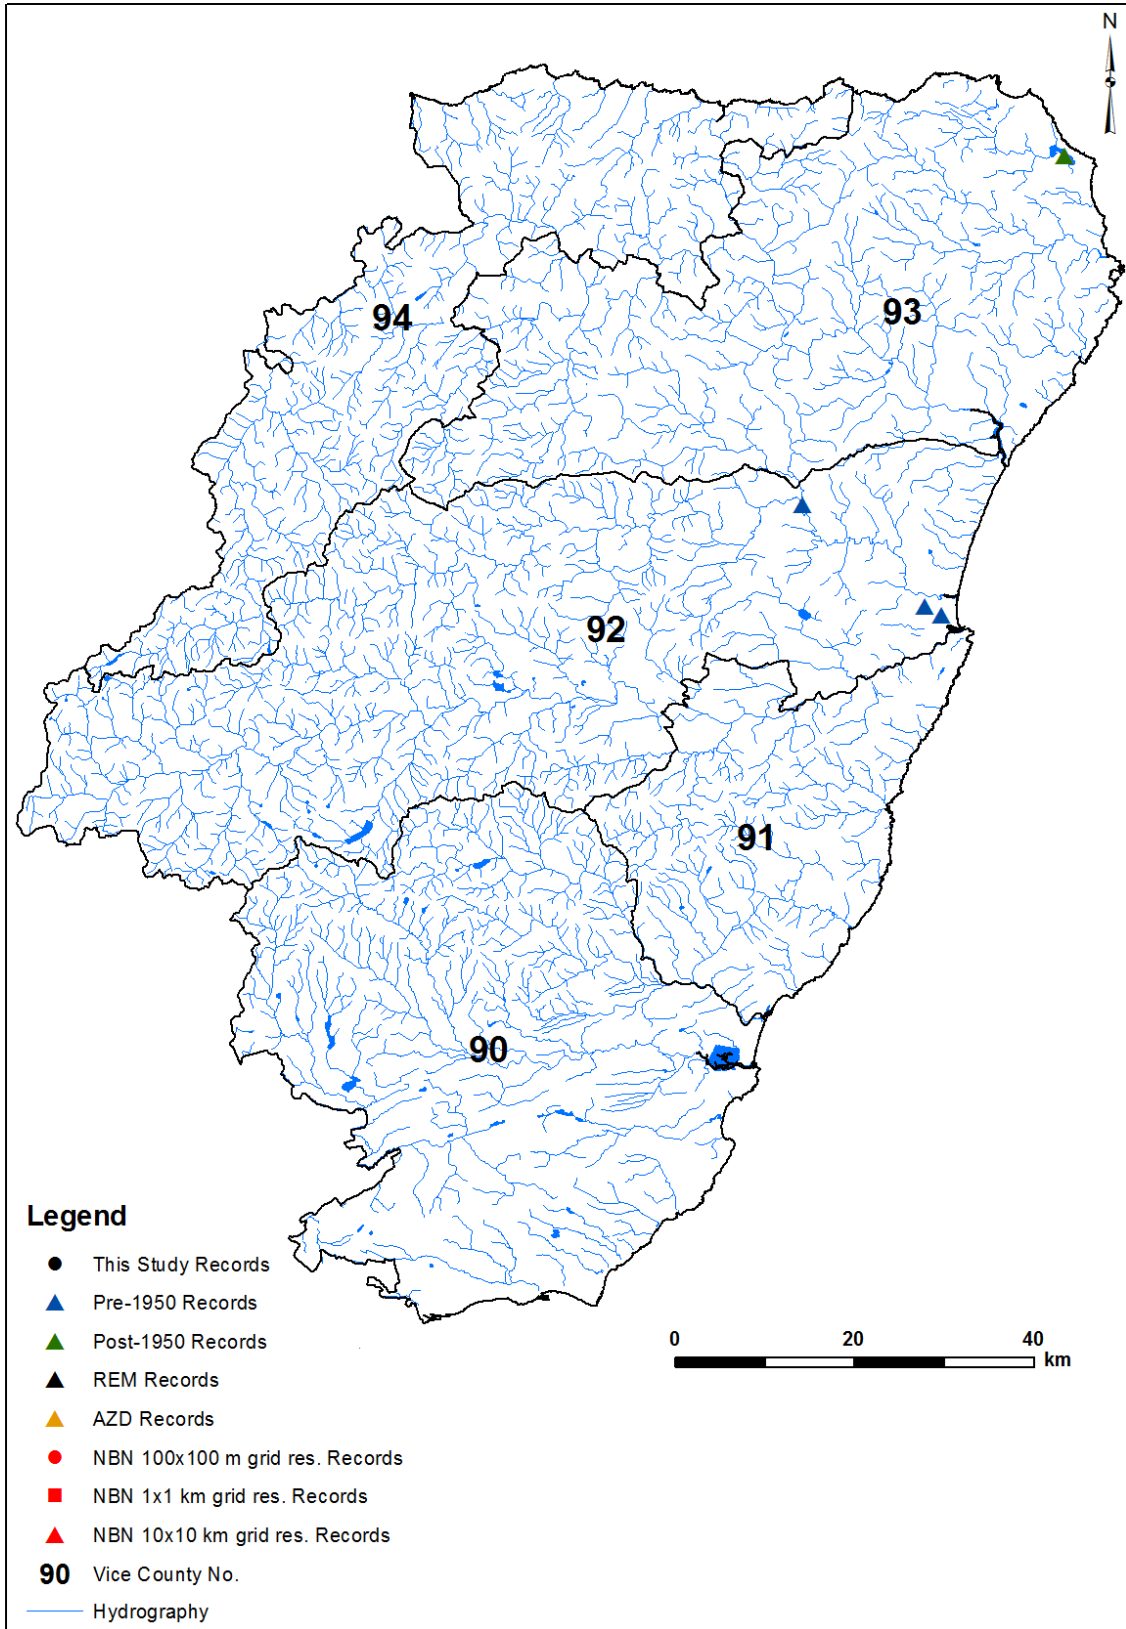 N
94
93
92
91
90
Legend
This Study Records
Pre-1950 Records
Post-1950 Records
REM Records
AZD Records
NBN 100x100 m grid res. Records
NBN 1x1 km grid res. Records
NBN 10x10 km grid res. Records
90 Vice County No.
Hydrography
0 20 40
km